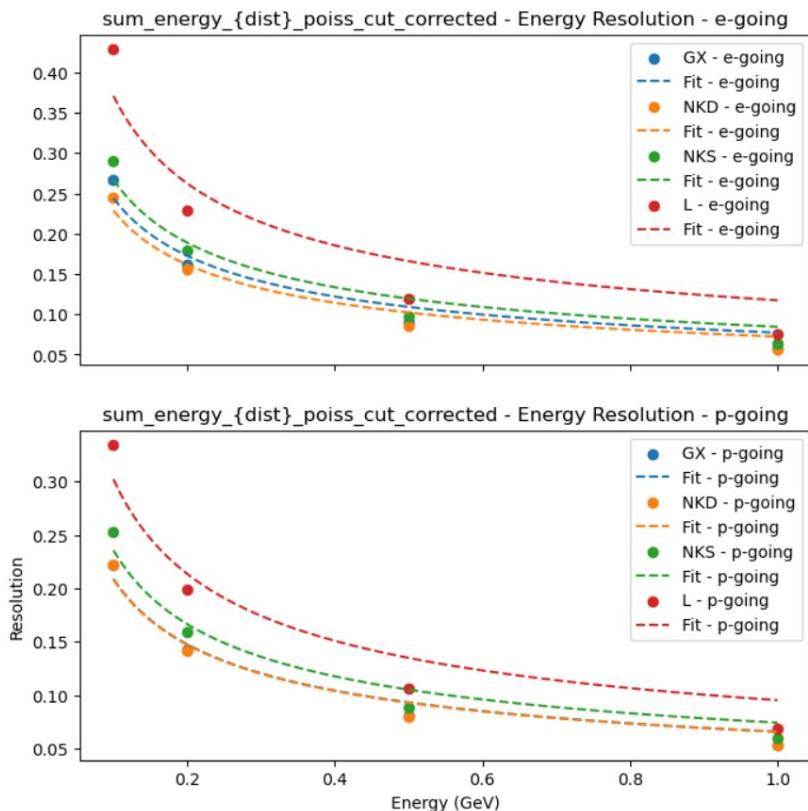 sum_energy_{dist}_poiss_cut_corrected - Energy Resolution - e-going
0.40
0.35
0.30
0.25
0.20
0.15
0.10
0.05
GX - e-going
Fit - e-going
NKD - e-going
Fit - e-going
NKS - e-going
Fit - e-going
L - e-going
Fit - e-going
sum_energy_{dist}_poiss_cut_corrected - Energy Resolution - p-going
Resolution
0.30
0.25
0.20
0.15
0.10
0.05
GX - p-going
Fit - p-going
NKD - p-going
Fit - p-going
NKS - p-going
Fit - p-going
L - p-going
Fit - p-going
0.2
0.4
0.6
0.8
1.0
Energy (GeV)